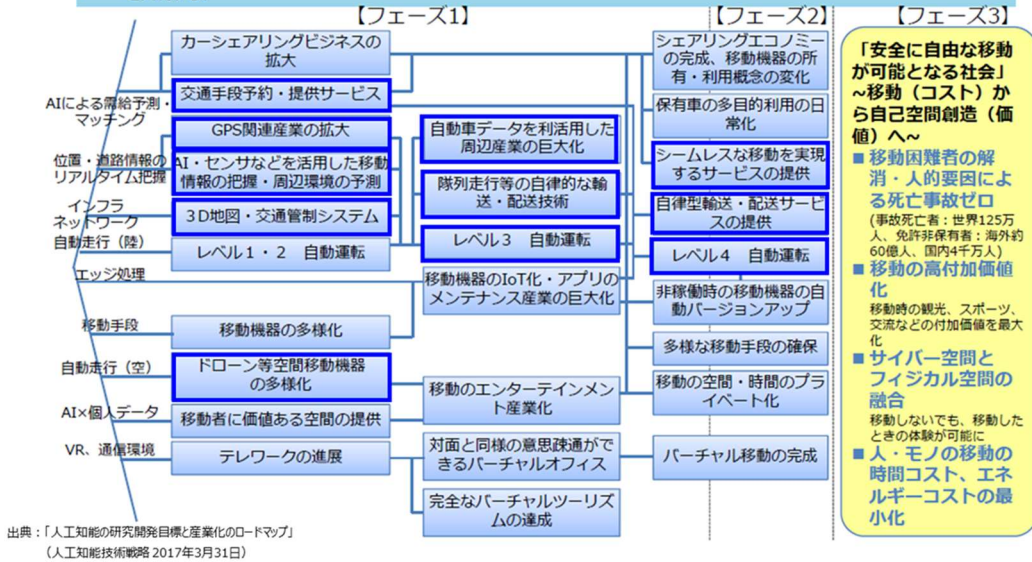 【フェーズ1】
【フェーズ2】
【フェーズ3】
AIによる需給予測・
マッチング
位置・道路情報の
リアルタイム把握
インフラ
ネットワーク
自動走行(陸)
エッジ処理
移動手段
自動走行(空)
AI×個人データ
VR、通信環境
カーシェアリングビジネスの
拡大
交通手段予約・提供サービス
GPS関連産業の拡大
AI・センサなどを活用した移動
情報の把握・周辺環境の予測
3D地図・交通管制システム
レベル1・2 自動運転
移動機器の多様化
ドローン等空間移動機器
の多様化
移動者に価値ある空間の提供
テレワークの進展
自動車データを利活用した
周辺産業の巨大化
隊列走行等の自律的な輸
送・配送技術
レベル3 自動運転
移動機器のIoT化・アプリの
メンテナンス産業の巨大化
移動のエンターテインメン
ト産業化
対面と同様の意思疎通がで
きるバーチャルオフィス
完全なバーチャルツーリズ
ムの達成
シェアリングエコノミー
の完成、移動機器の所
有・利用概念の変化
保有車の多目的利用の日
常化
シームレスな移動を実現
するサービスの提供
自律型輸送・配送サービ
スの提供
レベル4 自動運転
非稼働時の移動機器の自
動バージョンアップ
多様な移動手段の確保
移動の空間・時間のプラ
イベート化
バーチャル移動の完成
「安全に自由な移動
が可能となる社会」
~移動(コスト)か
ら自己空間創造(価
値)へ~
■ 移動困難者の解
消・人的要因によ
る死亡事故ゼロ
(事故死亡者:世界125万
人、免許非保有者:海外約
60億人、国内4千万人)
■ 移動の高付加価値
化
移動時の観光、スポーツ、
交流などの付加価値を最大
化
■ サイバー空間と
フィジカル空間の
融合
移動しないでも、移動した
ときの体験が可能に
■ 人・モノの移動の
時間コスト、エネ
ルギーコストの最
小化
出典:「人工知能の研究開発目標と産業化のロードマップ」
(人工知能技術戦略 2017年3月31日)